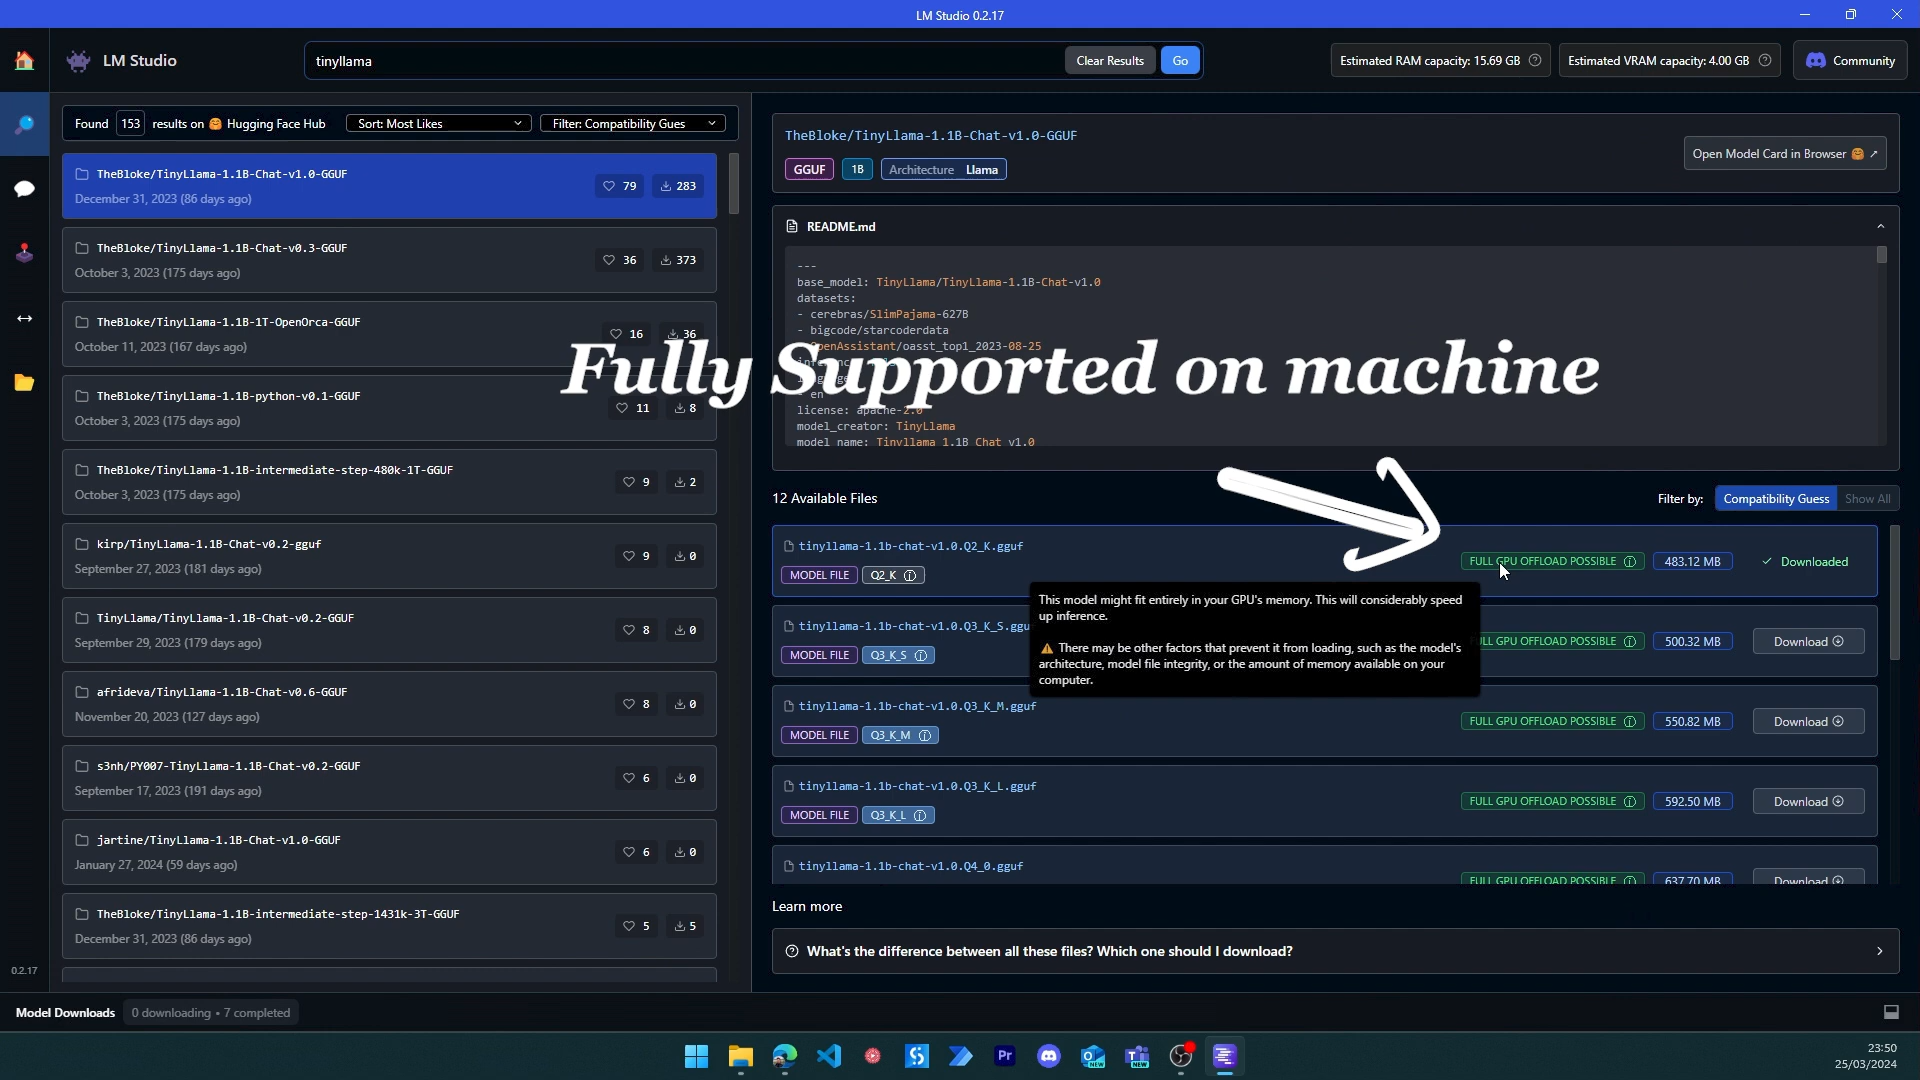 LM Studio 0.2.17
LM Studio
tinyllama
Clear Results
Go
Estimated RAM capacity: 15.69 GB
Estimated VRAM capacity: 4.00 GB
Community
Found 153 results on 🤗 Hugging Face Hub
Sort: Most Likes
Filter: Compatibility Gues
TheBloke/TinyLlama-1.1B-Chat-v1.0-GGUF
79 283
December 31, 2023 (86 days ago)
TheBloke/TinyLlama-1.1B-Chat-v0.3-GGUF
36 373
October 3, 2023 (175 days ago)
TheBloke/TinyLlama-1.1B-1T-OpenOrca-GGUF
16 36
October 11, 2023 (167 days ago)
TheBloke/TinyLlama-1.1B-python-v0.1-GGUF
11 8
October 3, 2023 (175 days ago)
TheBloke/TinyLlama-1.1B-intermediate-step-480k-1T-GGUF
9 2
October 3, 2023 (175 days ago)
kirp/TinyLlama-1.1B-Chat-v0.2-gguf
9 0
September 27, 2023 (181 days ago)
TinyLlama/TinyLlama-1.1B-Chat-v0.2-GGUF
8 0
September 29, 2023 (179 days ago)
afrideva/TinyLlama-1.1B-Chat-v0.6-GGUF
8 0
November 20, 2023 (127 days ago)
s3nh/PY007-TinyLlama-1.1B-Chat-v0.2-GGUF
6 0
September 17, 2023 (191 days ago)
jartine/TinyLlama-1.1B-Chat-v1.0-GGUF
6 0
January 27, 2024 (59 days ago)
TheBloke/TinyLlama-1.1B-intermediate-step-1431k-3T-GGUF
5 5
December 31, 2023 (86 days ago)
0.2.17
TheBloke/TinyLlama-1.1B-Chat-v1.0-GGUF
GGUF 1B Architecture Llama
Open Model Card in Browser 🤗 ↗
README.md
---
base_model: TinyLlama/TinyLlama-1.1B-Chat-v1.0
datasets:
- cerebras/SlimPajama-627B
- bigcode/starcoderdata
OpenAssistant/oasst_top1_2023-08-25
Fully Supported on machine
en
license: apache-2.0
model_creator: TinyLlama
model_name: Tinyllama 1.1B Chat v1.0
12 Available Files
Filter by: Compatibility Guess Show All
tinyllama-1.1b-chat-v1.0.Q2_K.gguf
MODEL FILE Q2_K
FULL GPU OFFLOAD POSSIBLE 483.12 MB Downloaded
This model might fit entirely in your GPU's memory. This will considerably speed
up inference.
⚠ There may be other factors that prevent it from loading, such as the model's
architecture, model file integrity, or the amount of memory available on your
computer.
tinyllama-1.1b-chat-v1.0.Q3_K_S.ggu
MODEL FILE Q3_K_S
ULL GPU OFFLOAD POSSIBLE 500.32 MB Download
tinyllama-1.1b-chat-v1.0.Q3_K_M.gguf
MODEL FILE Q3_K_M
FULL GPU OFFLOAD POSSIBLE 550.82 MB Download
tinyllama-1.1b-chat-v1.0.Q3_K_L.gguf
MODEL FILE Q3_K_L
FULL GPU OFFLOAD POSSIBLE 592.50 MB Download
tinyllama-1.1b-chat-v1.0.Q4_0.gguf
FULL GPU OFFLOAD POSSIBLE 637.70 MB Download
Learn more
What's the difference between all these files? Which one should I download?
Model Downloads 0 downloading • 7 completed
Pr
NEW
NEW
23:50
25/03/2024